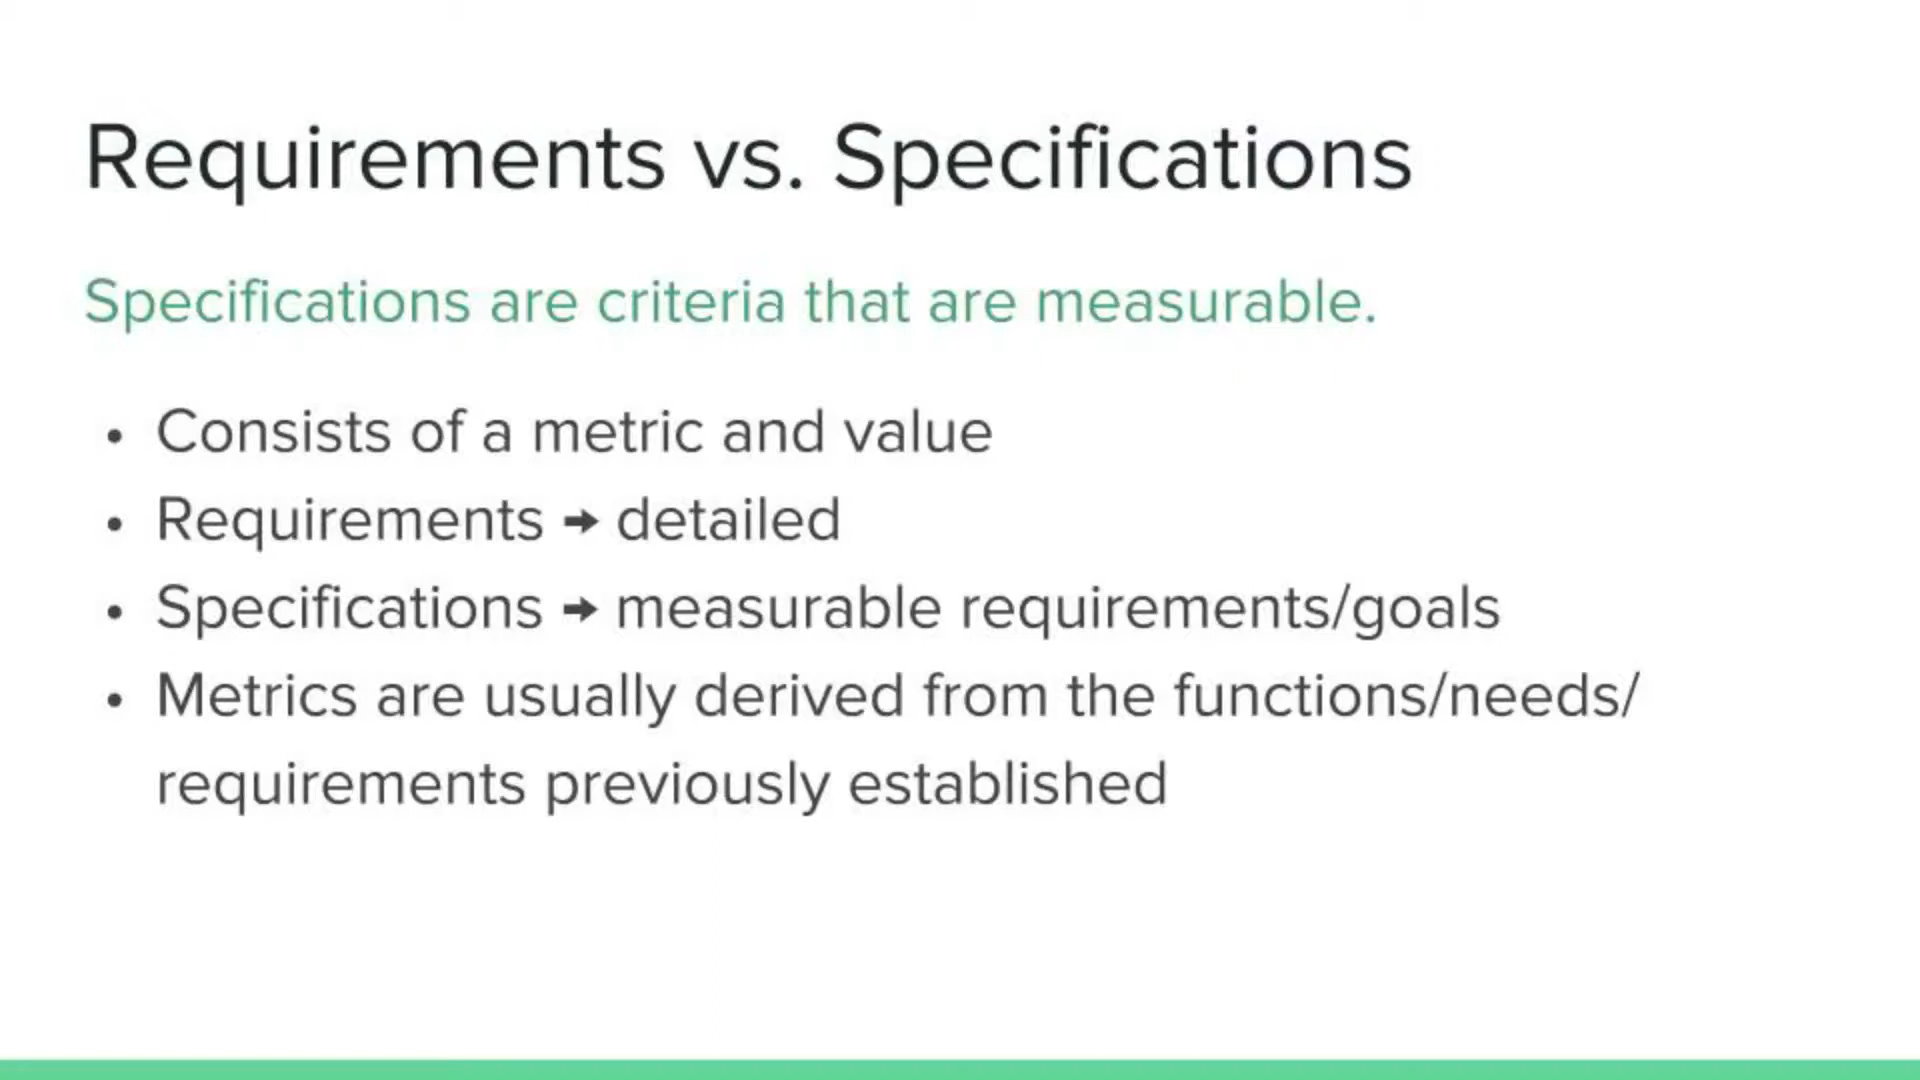 Requirements vs. Specifications
Specifications are criteria that are measurable.
• Consists of a metric and value
• Requirements → detailed
• Specifications → measurable requirements/goals
• Metrics are usually derived from the functions/needs/
requirements previously established